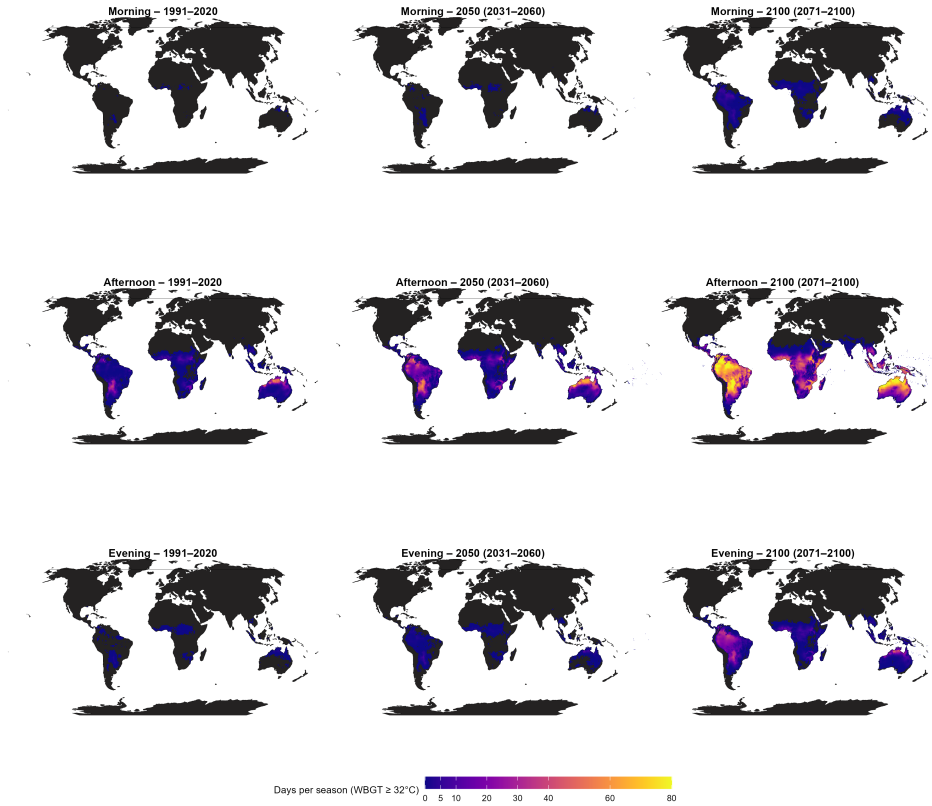 Morning – 1991–2020
Morning – 2050 (2031–2060)
Morning – 2100 (2071–2100)
Afternoon – 1991–2020
Afternoon – 2050 (2031–2060)
Afternoon – 2100 (2071–2100)
Evening – 1991–2020
Evening – 2050 (2031–2060)
Evening – 2100 (2071–2100)
Days per season (WBGT ≥ 32°C)
0 5 10 20 30 40 60 80